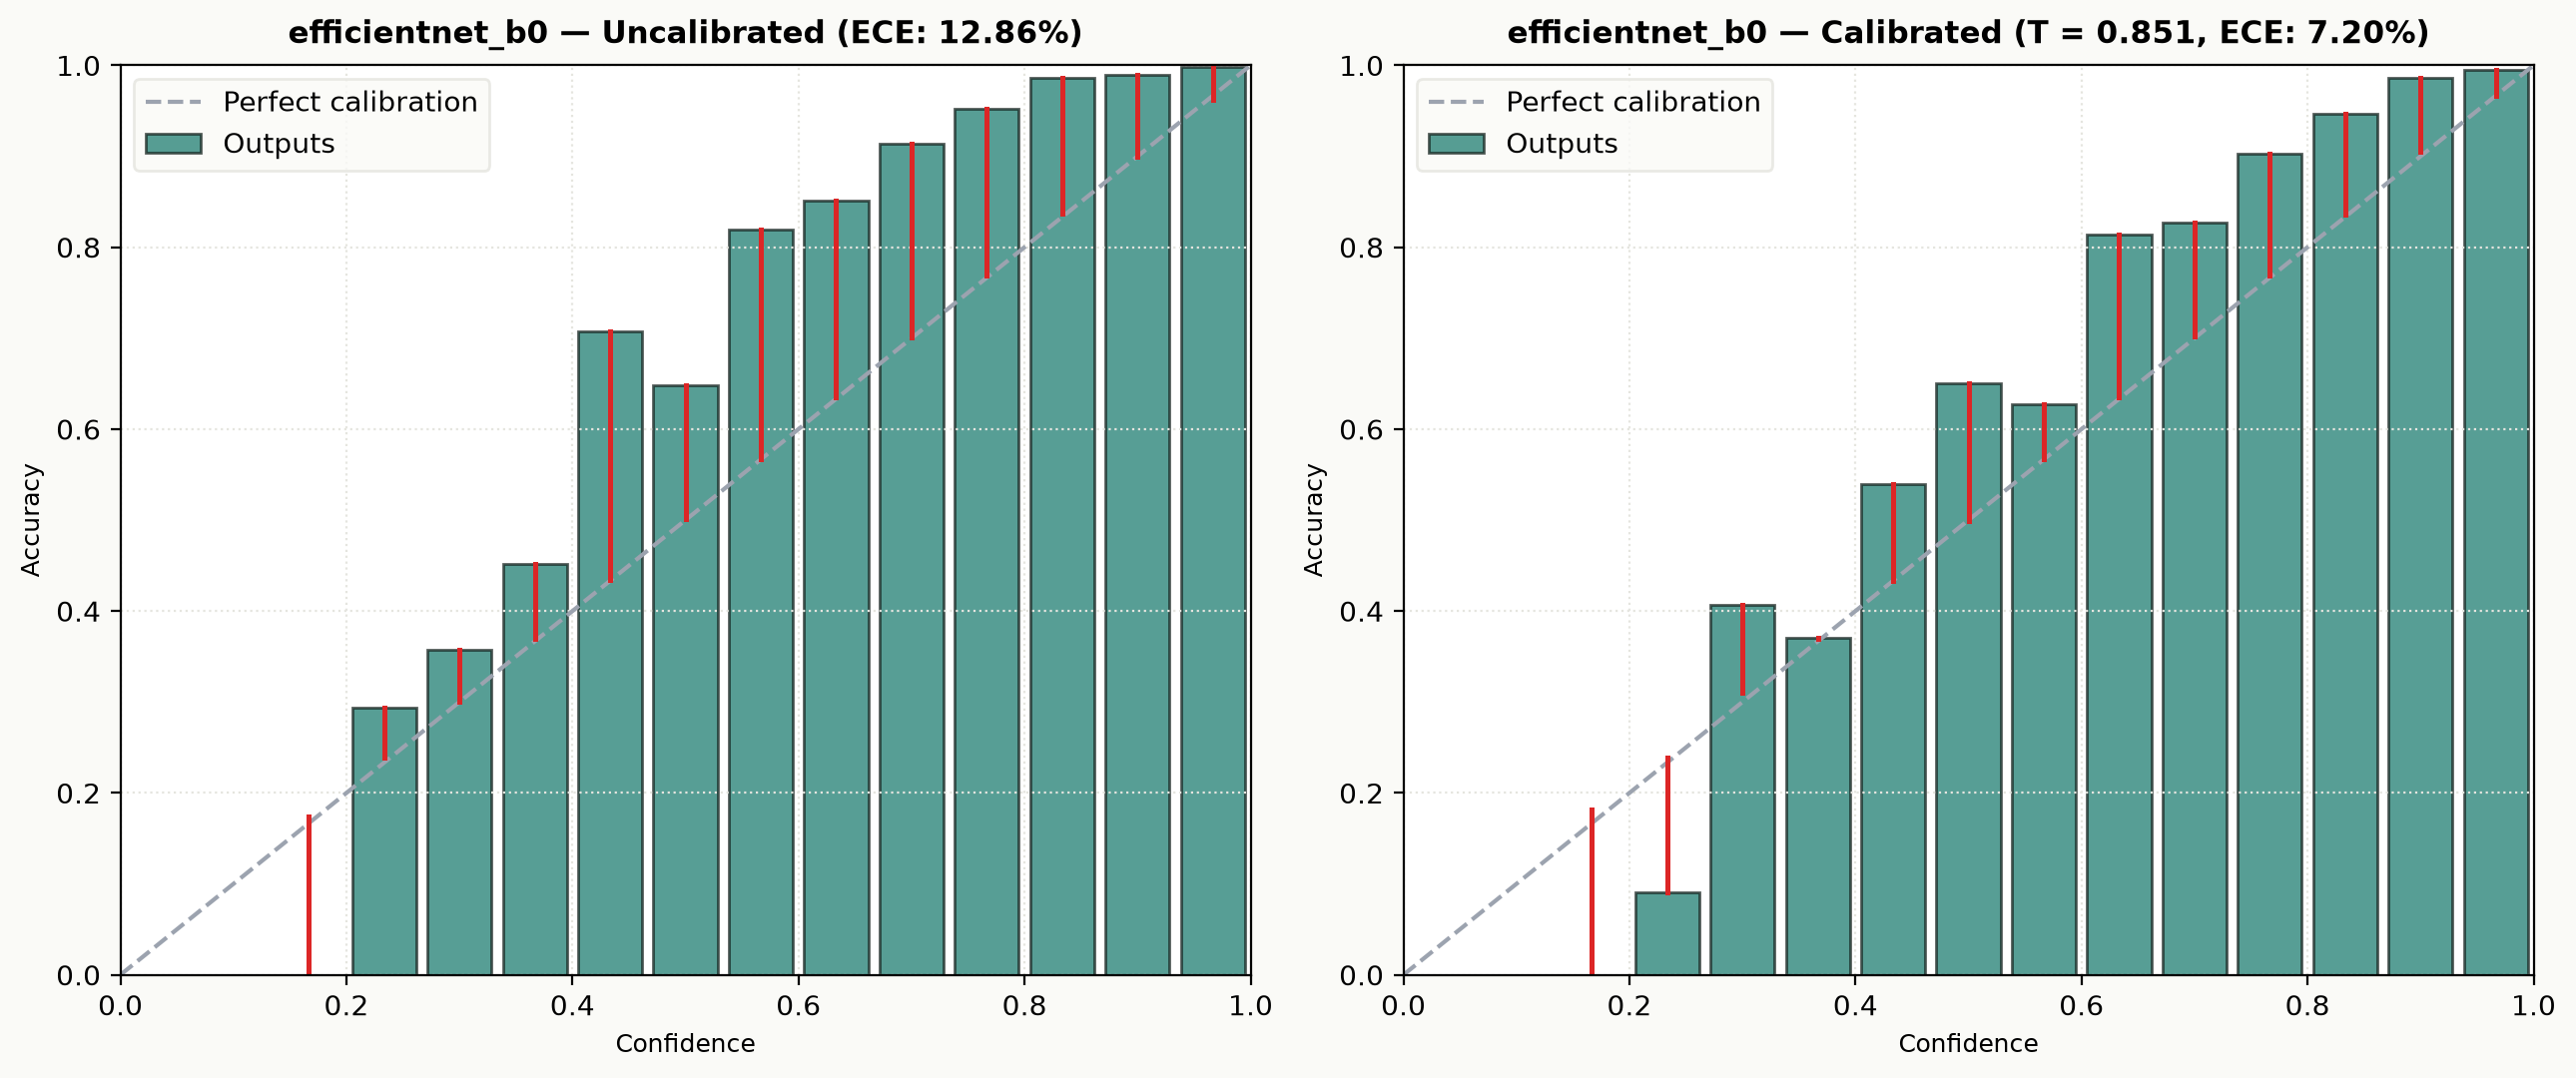 efficientnet_b0 — Uncalibrated (ECE: 12.86%)
Perfect calibration
Outputs
1.0
0.8
0.6
0.4
0.2
0.0
Accuracy
0.0 0.2 0.4 0.6 0.8 1.0
Confidence
efficientnet_b0 — Calibrated (T = 0.851, ECE: 7.20%)
Perfect calibration
Outputs
1.0
0.8
0.6
0.4
0.2
0.0
Accuracy
0.0 0.2 0.4 0.6 0.8 1.0
Confidence